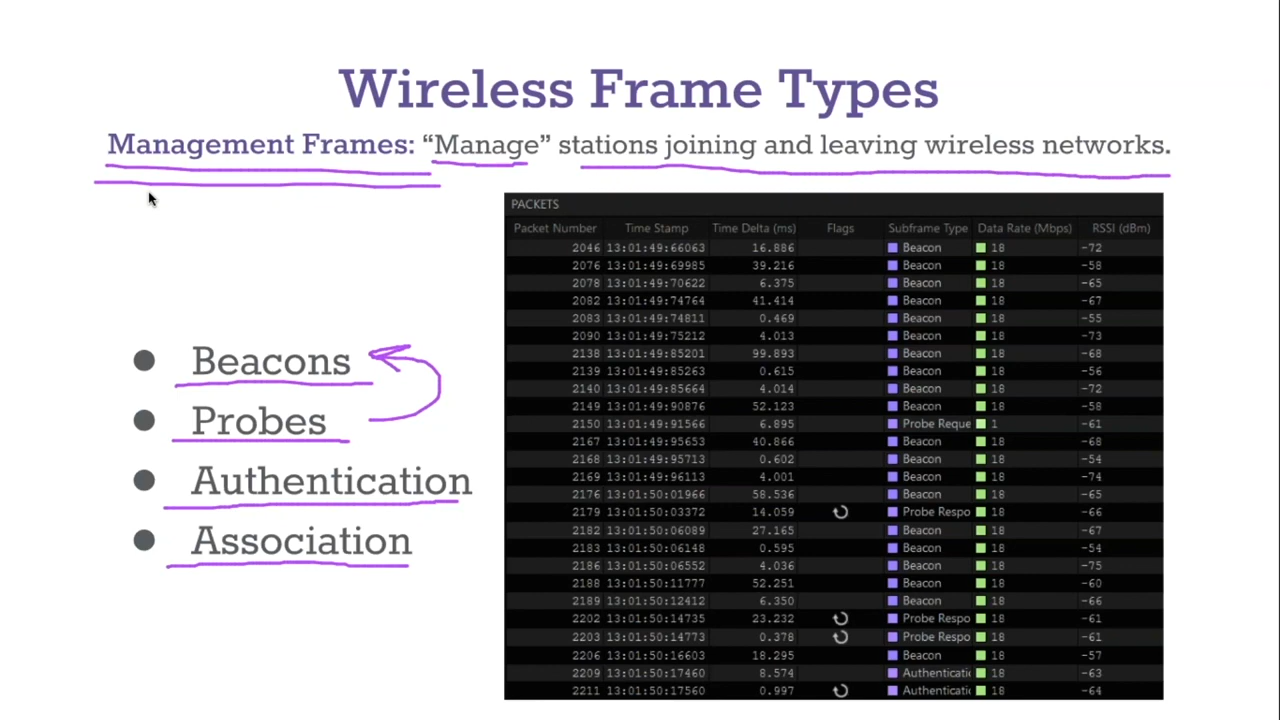 Wireless Frame Types
Management Frames: “Manage” stations joining and leaving wireless networks.
● Beacons
● Probes
● Authentication
● Association
PACKETS
Packet Number Time Stamp Time Delta (ms) Flags Subframe Type Data Rate (Mbps) RSSI (dBm)
2046 13:01:49:66063 16.886 Beacon 18 -72
2076 13:01:49:69985 39.216 Beacon 18 -58
2078 13:01:49:70622 6.375 Beacon 18 -65
2082 13:01:49:74764 41.414 Beacon 18 -67
2083 13:01:49:74811 0.469 Beacon 18 -55
2090 13:01:49:75212 4.013 Beacon 18 -73
2138 13:01:49:85201 99.893 Beacon 18 -68
2139 13:01:49:85263 0.615 Beacon 18 -56
2140 13:01:49:85664 4.014 Beacon 18 -72
2149 13:01:49:90876 52.123 Beacon 18 -58
2150 13:01:49:91566 6.895 Probe Reque 1 -61
2167 13:01:49:95653 40.866 Beacon 18 -68
2168 13:01:49:95713 0.602 Beacon 18 -54
2169 13:01:49:96113 4.001 Beacon 18 -74
2176 13:01:50:01966 58.536 Beacon 18 -65
2179 13:01:50:03372 14.059 Probe Respo 18 -66
2182 13:01:50:06089 27.165 Beacon 18 -67
2183 13:01:50:06148 0.595 Beacon 18 -54
2186 13:01:50:06552 4.036 Beacon 18 -75
2188 13:01:50:11777 52.251 Beacon 18 -60
2189 13:01:50:12412 6.350 Beacon 18 -66
2202 13:01:50:14735 23.232 Probe Respo 18 -61
2203 13:01:50:14773 0.378 Probe Respo 18 -61
2206 13:01:50:16603 18.295 Beacon 18 -57
2209 13:01:50:17460 8.574 Authenticati 18 -63
2211 13:01:50:17560 0.997 Authenticati 18 -64